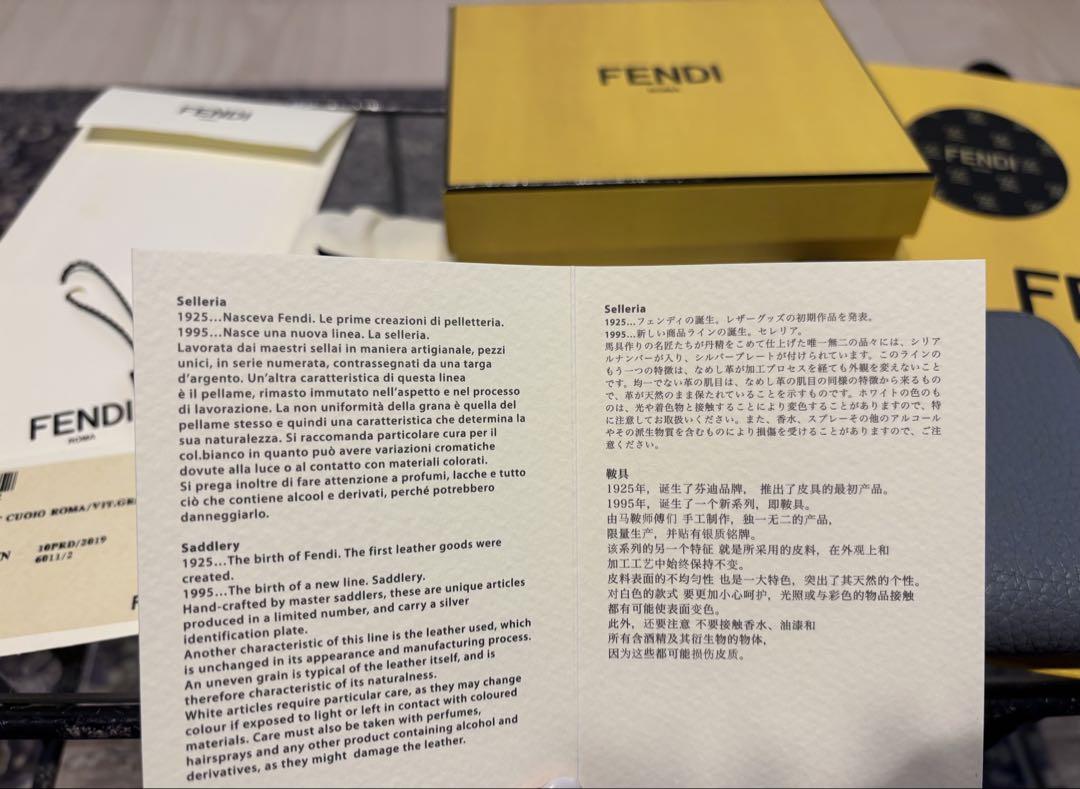 FENDI
FENDI
ROMA
FENDI
FENDI
ROMA
CUOIO ROMA/VIT.GR
10PRD/2019
6011/2
Selleria
1925...Nasceva Fendi. Le prime creazioni di pelletteria.
1995...Nasce una nuova linea. La selleria.
Lavorata dai maestri sellai in maniera artigianale, pezzi
unici, in serie numerata, contrassegnati da una targa
d’argento. Un’altra caratteristica di questa linea
è il pellame, rimasto immutato nell’aspetto e nel processo
di lavorazione. La non uniformità della grana è quella del
pellame stesso e quindi una caratteristica che determina la
sua naturalezza. Si raccomanda particolare cura per il
col.bianco in quanto può avere variazioni cromatiche
dovute alla luce o al contatto con materiali colorati.
Si prega inoltre di fare attenzione a profumi, lacche e tutto
ciò che contiene alcool e derivati, perché potrebbero
danneggiarlo.
Saddlery
1925...The birth of Fendi. The first leather goods were
created.
1995...The birth of a new line. Saddlery.
Hand-crafted by master saddlers, these are unique articles
produced in a limited number, and carry a silver
identification plate.
Another characteristic of this line is the leather used, which
is unchanged in its appearance and manufacturing process.
An uneven grain is typical of the leather itself, and is
therefore characteristic of its naturalness.
White articles require particular care, as they may change
colour if exposed to light or left in contact with coloured
materials. Care must also be taken with perfumes,
hairsprays and any other product containing alcohol and
derivatives, as they might damage the leather.
Selleria
1925...フェンディの誕生。レザーグッズの初期作品を発表。
1995...新しい商品ラインの誕生。セレリア。
馬具作りの名匠たちが丹精をこめて仕上げた唯一無二の品々には、シリア
ルナンバーが入り、シルバープレートが付けられています。このラインの
もう一つの特徴は、なめし革が加工プロセスを経ても外観を変えないこと
です。均一でない革の肌目は、なめし革の肌目の同様の特徴から来るもの
で、革が天然のまま保たれていることを示すものです。ホワイトの色のも
のは、光や着色物と接触することにより変色することがありますので、特
に注意してお取扱いください。また、香水、スプレーその他のアルコール
やその派生物質を含むものにより損傷を受けることがありますので、ご注
意ください。
鞍具
1925年，诞生了芬迪品牌， 推出了皮具的最初产品。
1995年，诞生了一个新系列，即鞍具。
由马鞍师傅们 手工制作，独一无二的产品，
限量生产，并贴有银质铭牌。
该系列的另一个特征 就是所采用的皮料，在外观上和
加工工艺中始终保持不变。
皮料表面的不均匀性 也是一大特色，突出了其天然的个性。
对白色的款式 要更加小心呵护，光照或与彩色的物品接触
都有可能使表面变色。
此外，还要注意 不要接触香水、油漆和
所有含酒精及其衍生物的物体，
因为这些都可能损伤皮质。